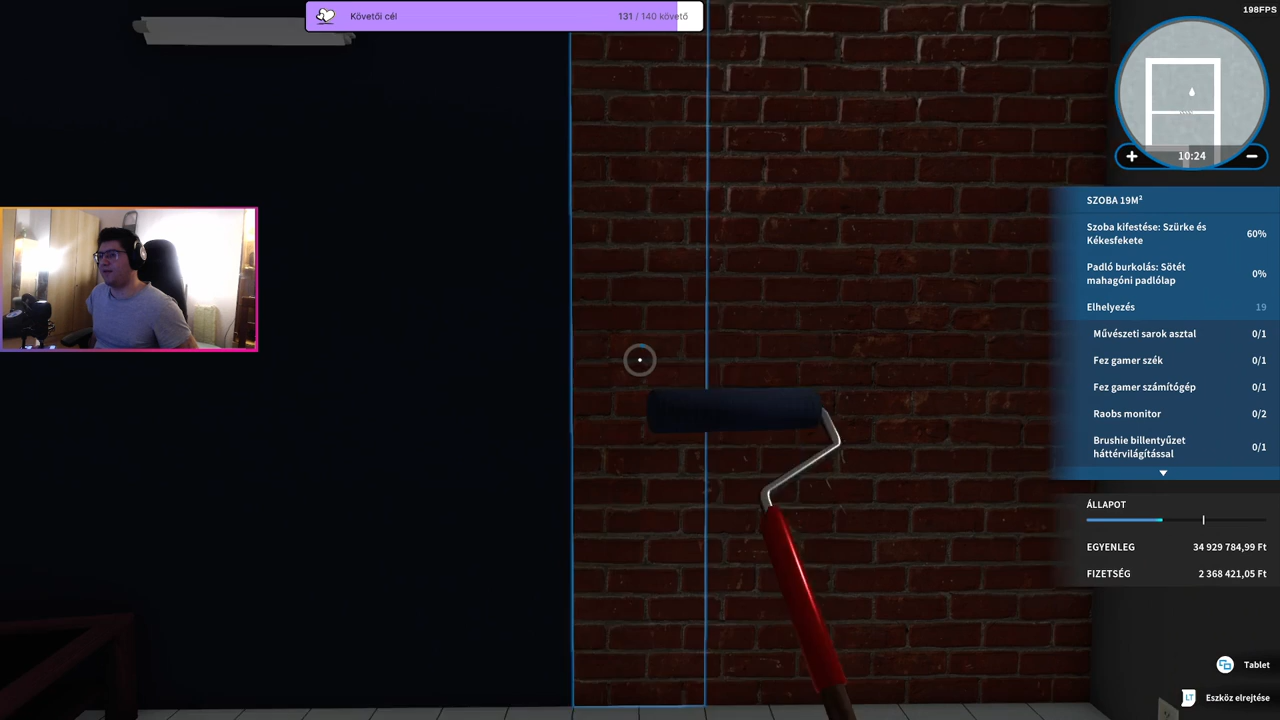 Követői cél
131 / 140 követő
198FPS
10:24
SZOBA 19M²
Szoba kifestése: Szürke és
Kékesfekete
60%
Padló burkolás: Sötét
mahagóni padlólap
0%
Elhelyezés
19
Művészeti sarok asztal
0/1
Fez gamer szék
0/1
Fez gamer számítógép
0/1
Raobs monitor
0/2
Brushie billentyűzet
háttérvilágítással
0/1
ÁLLAPOT
EGYENLEG
34 929 784,99 Ft
FIZETSÉG
2 368 421,05 Ft
Tablet
LT
Eszköz elrejtése